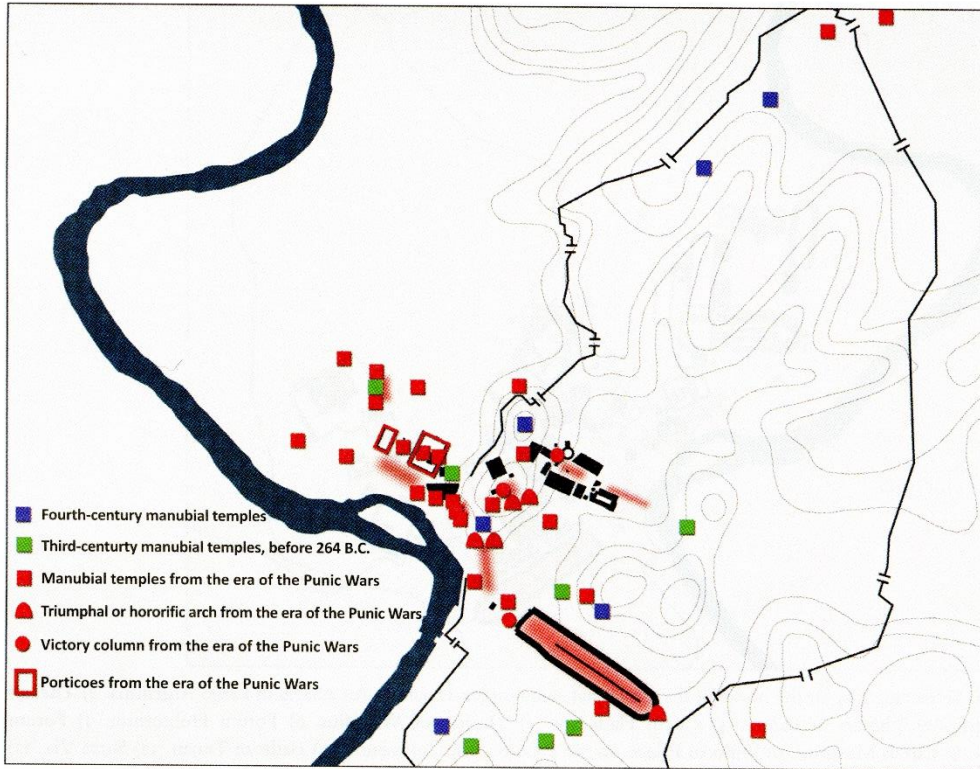 Fourth-century manubial temples
Third-centurty manubial temples, before 264 B.C.
Manubial temples from the era of the Punic Wars
Triumphal or hororific arch from the era of the Punic Wars
Victory column from the era of the Punic Wars
Porticoes from the era of the Punic Wars